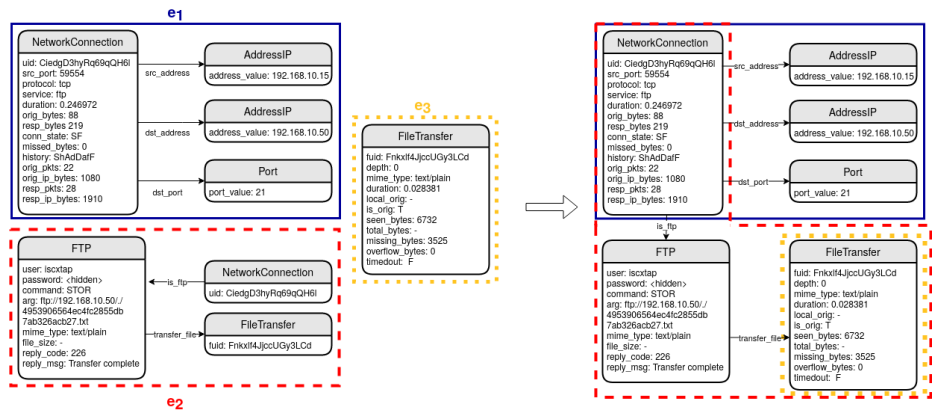 e1
NetworkConnection
uid: CiedgD3hyRq69qQH6l
src_port: 59554
protocol: tcp
service: ftp
duration: 0.246972
orig_bytes: 88
resp_bytes 219
conn_state: SF
missed_bytes: 0
history: ShAdDafF
orig_pkts: 22
orig_ip_bytes: 1080
resp_pkts: 28
resp_ip_bytes: 1910
src_address
AddressIP
address_value: 192.168.10.15
dst_address
AddressIP
address_value: 192.168.10.50
dst_port
Port
port_value: 21
FTP
user: iscxtap
password: <hidden>
command: STOR
arg: ftp://192.168.10.50/./
4953906564ec4fc2855db
7ab326acb27.txt
mime_type: text/plain
file_size: -
reply_code: 226
reply_msg: Transfer complete
is_ftp
NetworkConnection
uid: CiedgD3hyRq69qQH6l
transfer_file
FileTransfer
fuid: Fnkxlf4JjccUGy3LCd
e2
e3
FileTransfer
fuid: Fnkxlf4JjccUGy3LCd
depth: 0
mime_type: text/plain
duration: 0.028381
local_orig: -
is_orig: T
seen_bytes: 6732
total_bytes: -
missing_bytes: 3525
overflow_bytes: 0
timedout: F
NetworkConnection
uid: CiedgD3hyRq69qQH6l
src_port: 59554
protocol: tcp
service: ftp
duration: 0.246972
orig_bytes: 88
resp_bytes 219
conn_state: SF
missed_bytes: 0
history: ShAdDafF
orig_pkts: 22
orig_ip_bytes: 1080
resp_pkts: 28
resp_ip_bytes: 1910
src_address
AddressIP
address_value: 192.168.10.15
dst_address
AddressIP
address_value: 192.168.10.50
dst_port
Port
port_value: 21
is_ftp
FTP
user: iscxtap
password: <hidden>
command: STOR
arg: ftp://192.168.10.50/./
4953906564ec4fc2855db
7ab326acb27.txt
mime_type: text/plain
file_size: -
reply_code: 226
reply_msg: Transfer complete
transfer_file
FileTransfer
fuid: Fnkxlf4JjccUGy3LCd
depth: 0
mime_type: text/plain
duration: 0.028381
local_orig: -
is_orig: T
seen_bytes: 6732
total_bytes: -
missing_bytes: 3525
overflow_bytes: 0
timedout: F